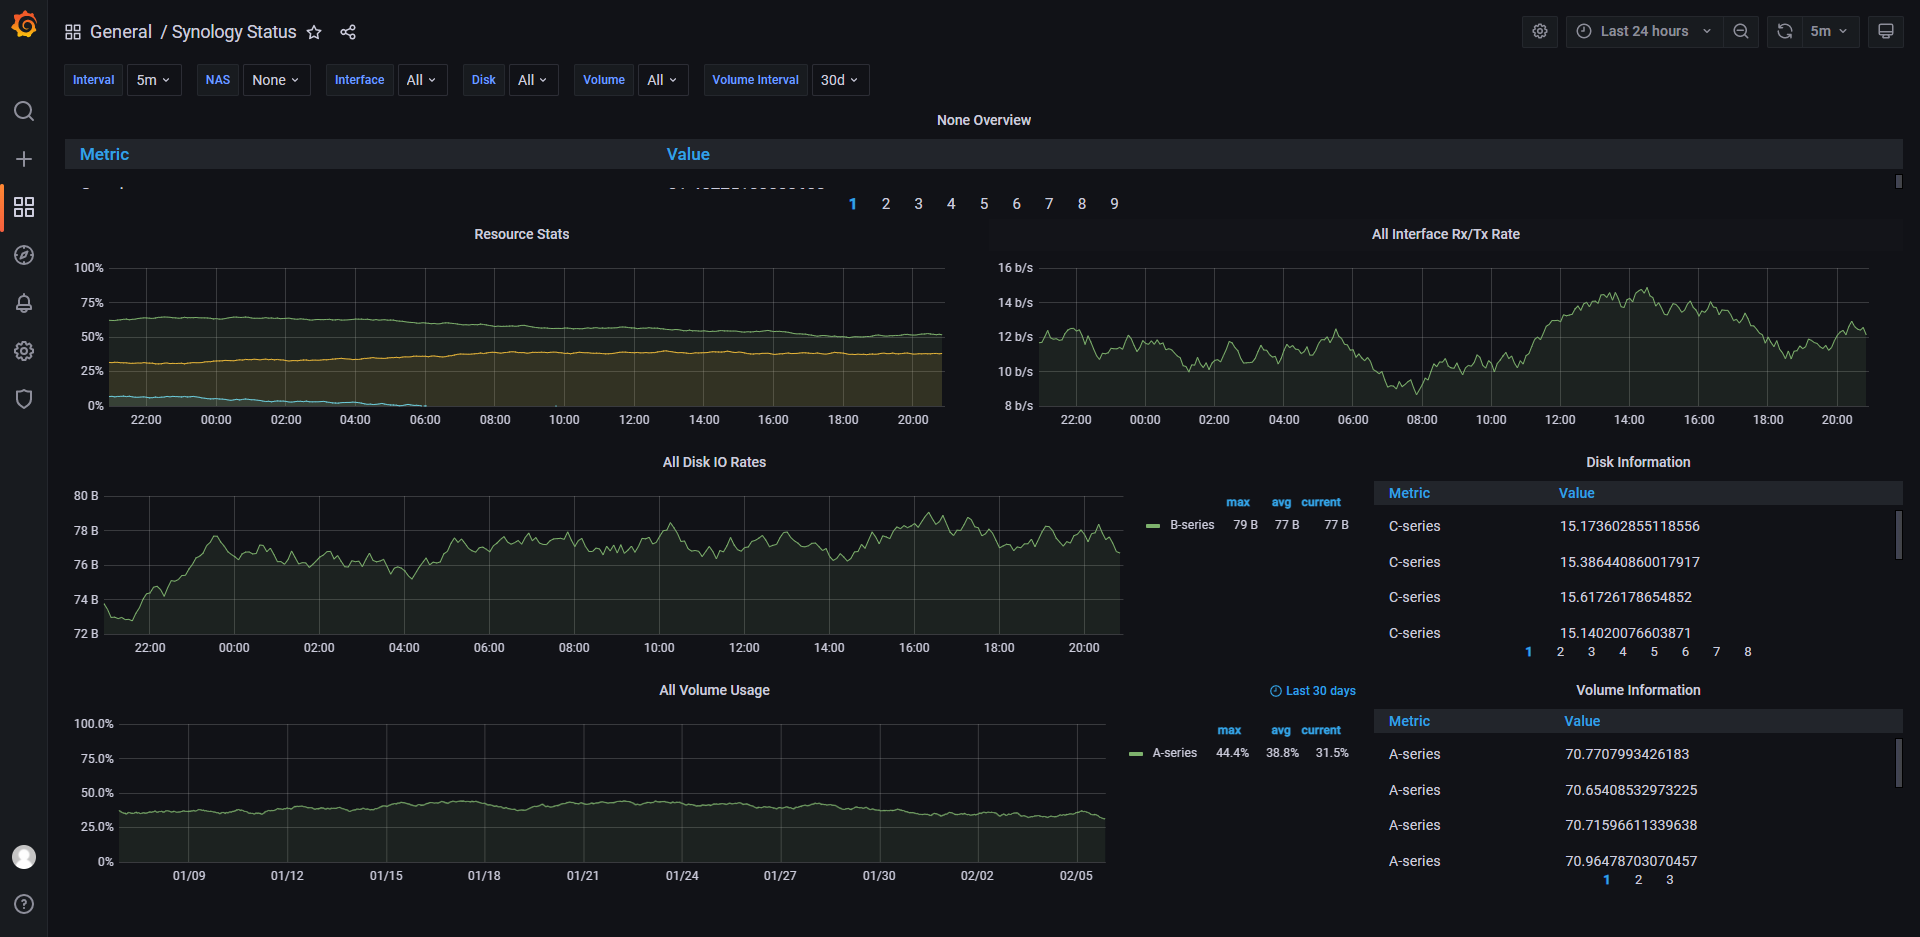 General / Synology Status
Last 24 hours
5m
Interval 5m NAS None Interface All Disk All Volume All Volume Interval 30d
None Overview
Metric Value
1 2 3 4 5 6 7 8 9
Resource Stats
100%
75%
50%
25%
0%
22:00 00:00 02:00 04:00 06:00 08:00 10:00 12:00 14:00 16:00 18:00 20:00
All Interface Rx/Tx Rate
16 b/s
14 b/s
12 b/s
10 b/s
8 b/s
22:00 00:00 02:00 04:00 06:00 08:00 10:00 12:00 14:00 16:00 18:00 20:00
All Disk IO Rates
80 B
78 B
76 B
74 B
72 B
22:00 00:00 02:00 04:00 06:00 08:00 10:00 12:00 14:00 16:00 18:00 20:00
max avg current
B-series 79 B 77 B 77 B
Disk Information
Metric Value
C-series 15.173602855118556
C-series 15.386440860017917
C-series 15.61726178654852
C-series 15.14020076603871
1 2 3 4 5 6 7 8
All Volume Usage
Last 30 days
100.0%
75.0%
50.0%
25.0%
0%
01/09 01/12 01/15 01/18 01/21 01/24 01/27 01/30 02/02 02/05
max avg current
A-series 44.4% 38.8% 31.5%
Volume Information
Metric Value
A-series 70.7707993426183
A-series 70.65408532973225
A-series 70.71596611339638
A-series 70.96478703070457
1 2 3